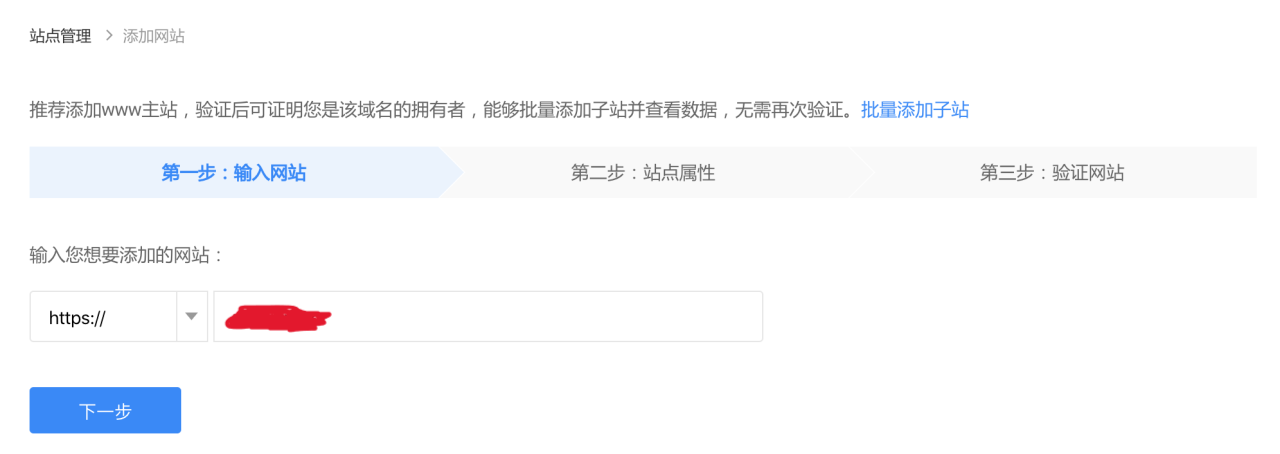 站点管理 > 添加网站
推荐添加www主站，验证后可证明您是该域名的拥有者，能够批量添加子站并查看数据，无需再次验证。批量添加子站
第一步：输入网站 第二步：站点属性 第三步：验证网站
输入您想要添加的网站：
https://
下一步